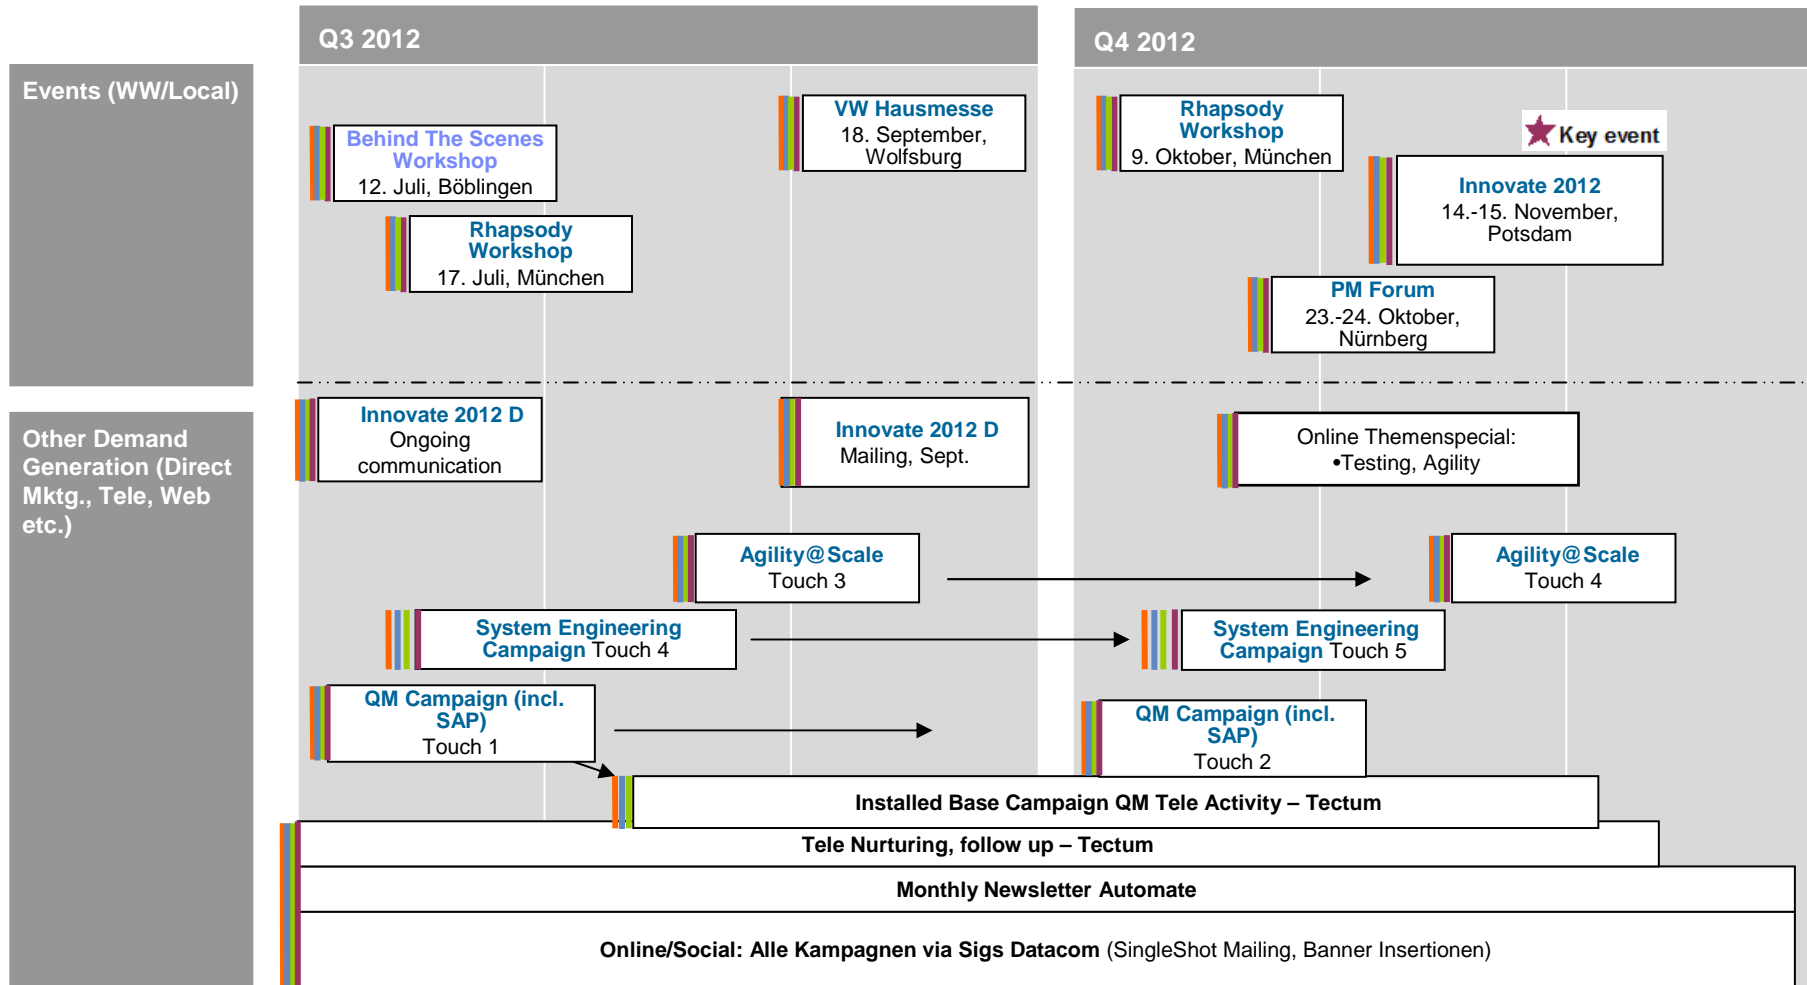 Q3 2012
Q4 2012
Events (WW/Local)
Behind The Scenes
Workshop
12. Juli, Böblingen
Rhapsody
Workshop
17. Juli, München
VW Hausmesse
18. September,
Wolfsburg
Rhapsody
Workshop
9. Oktober, München
Key event
Innovate 2012
14.-15. November,
Potsdam
PM Forum
23.-24. Oktober,
Nürnberg
Other Demand
Generation (Direct
Mktg., Tele, Web
etc.)
Innovate 2012 D
Ongoing
communication
Innovate 2012 D
Mailing, Sept.
Online Themenspecial:
•Testing, Agility
Agility@Scale
Touch 3
Agility@Scale
Touch 4
System Engineering
Campaign Touch 4
System Engineering
Campaign Touch 5
QM Campaign (incl.
SAP)
Touch 1
QM Campaign (incl.
SAP)
Touch 2
Installed Base Campaign QM Tele Activity – Tectum
Tele Nurturing, follow up – Tectum
Monthly Newsletter Automate
Online/Social: Alle Kampagnen via Sigs Datacom (SingleShot Mailing, Banner Insertionen)